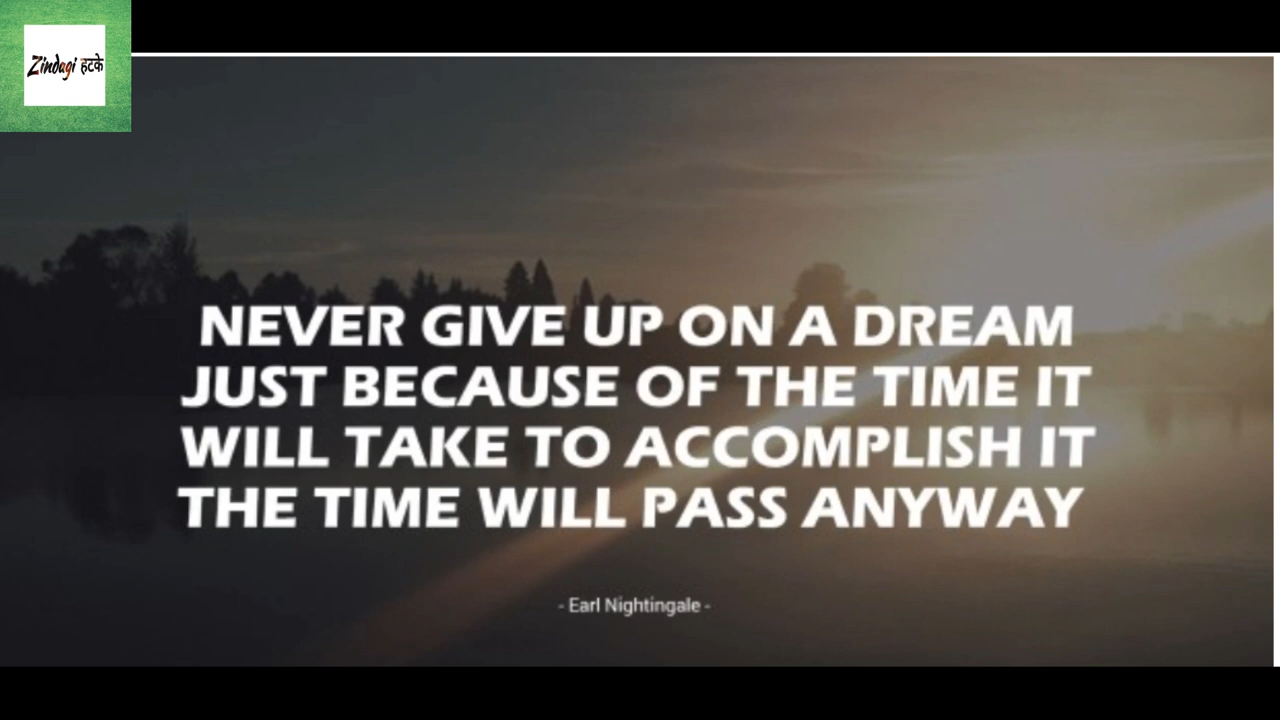 Zindagi हटके
NEVER GIVE UP ON A DREAM
JUST BECAUSE OF THE TIME IT
WILL TAKE TO ACCOMPLISH IT
THE TIME WILL PASS ANYWAY
- Earl Nightingale -